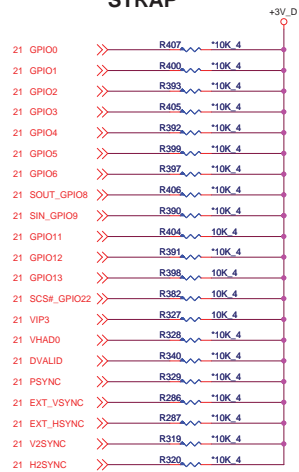 STRAP
+3V_D
21 GPIO0 R407 *10K_4
21 GPIO1 R400 *10K_4
21 GPIO2 R393 *10K_4
21 GPIO3 R405 *10K_4
21 GPIO4 R392 *10K_4
21 GPIO5 R399 *10K_4
21 GPIO6 R397 *10K_4
21 SOUT_GPIO8 R406 *10K_4
21 SIN_GPIO9 R390 *10K_4
21 GPIO11 R404 10K_4
21 GPIO12 R391 *10K_4
21 GPIO13 R398 10K_4
21 SCS#_GPIO22 R382 10K_4
21 VIP3 R327 *10K_4
21 VHAD0 R328 *10K_4
21 DVALID R340 *10K_4
21 PSYNC R329 *10K_4
21 EXT_VSYNC R286 *10K_4
21 EXT_HSYNC R287 *10K_4
21 V2SYNC R319 *10K_4
21 H2SYNC R320 *10K_4